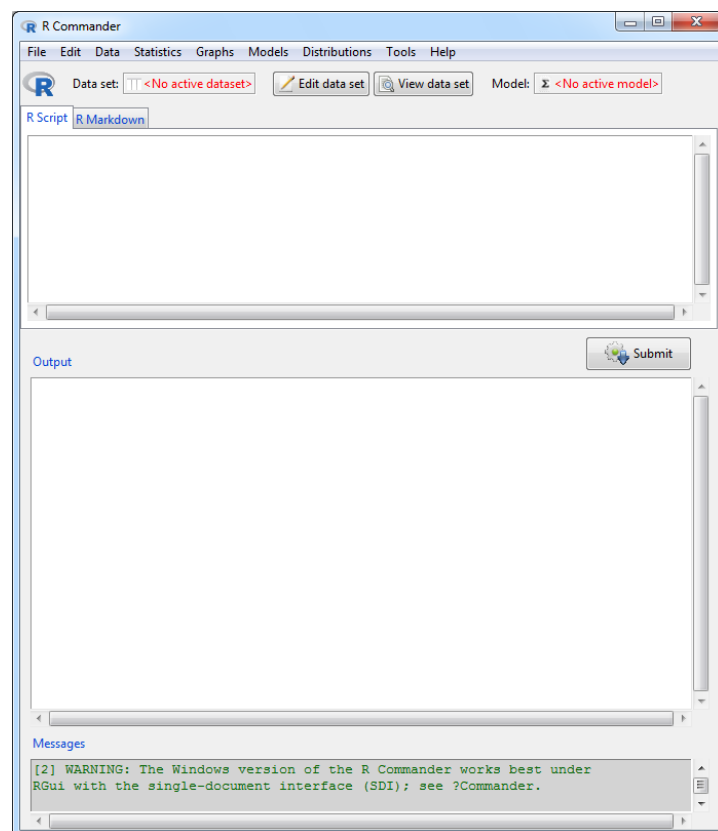 R Commander
File Edit Data Statistics Graphs Models Distributions Tools Help
R Data set: <No active dataset> Edit data set View data set Model: Σ <No active model>
R Script R Markdown
Submit
Output
Messages
[2] WARNING: The Windows version of the R Commander works best under
RGui with the single-document interface (SDI); see ?Commander.